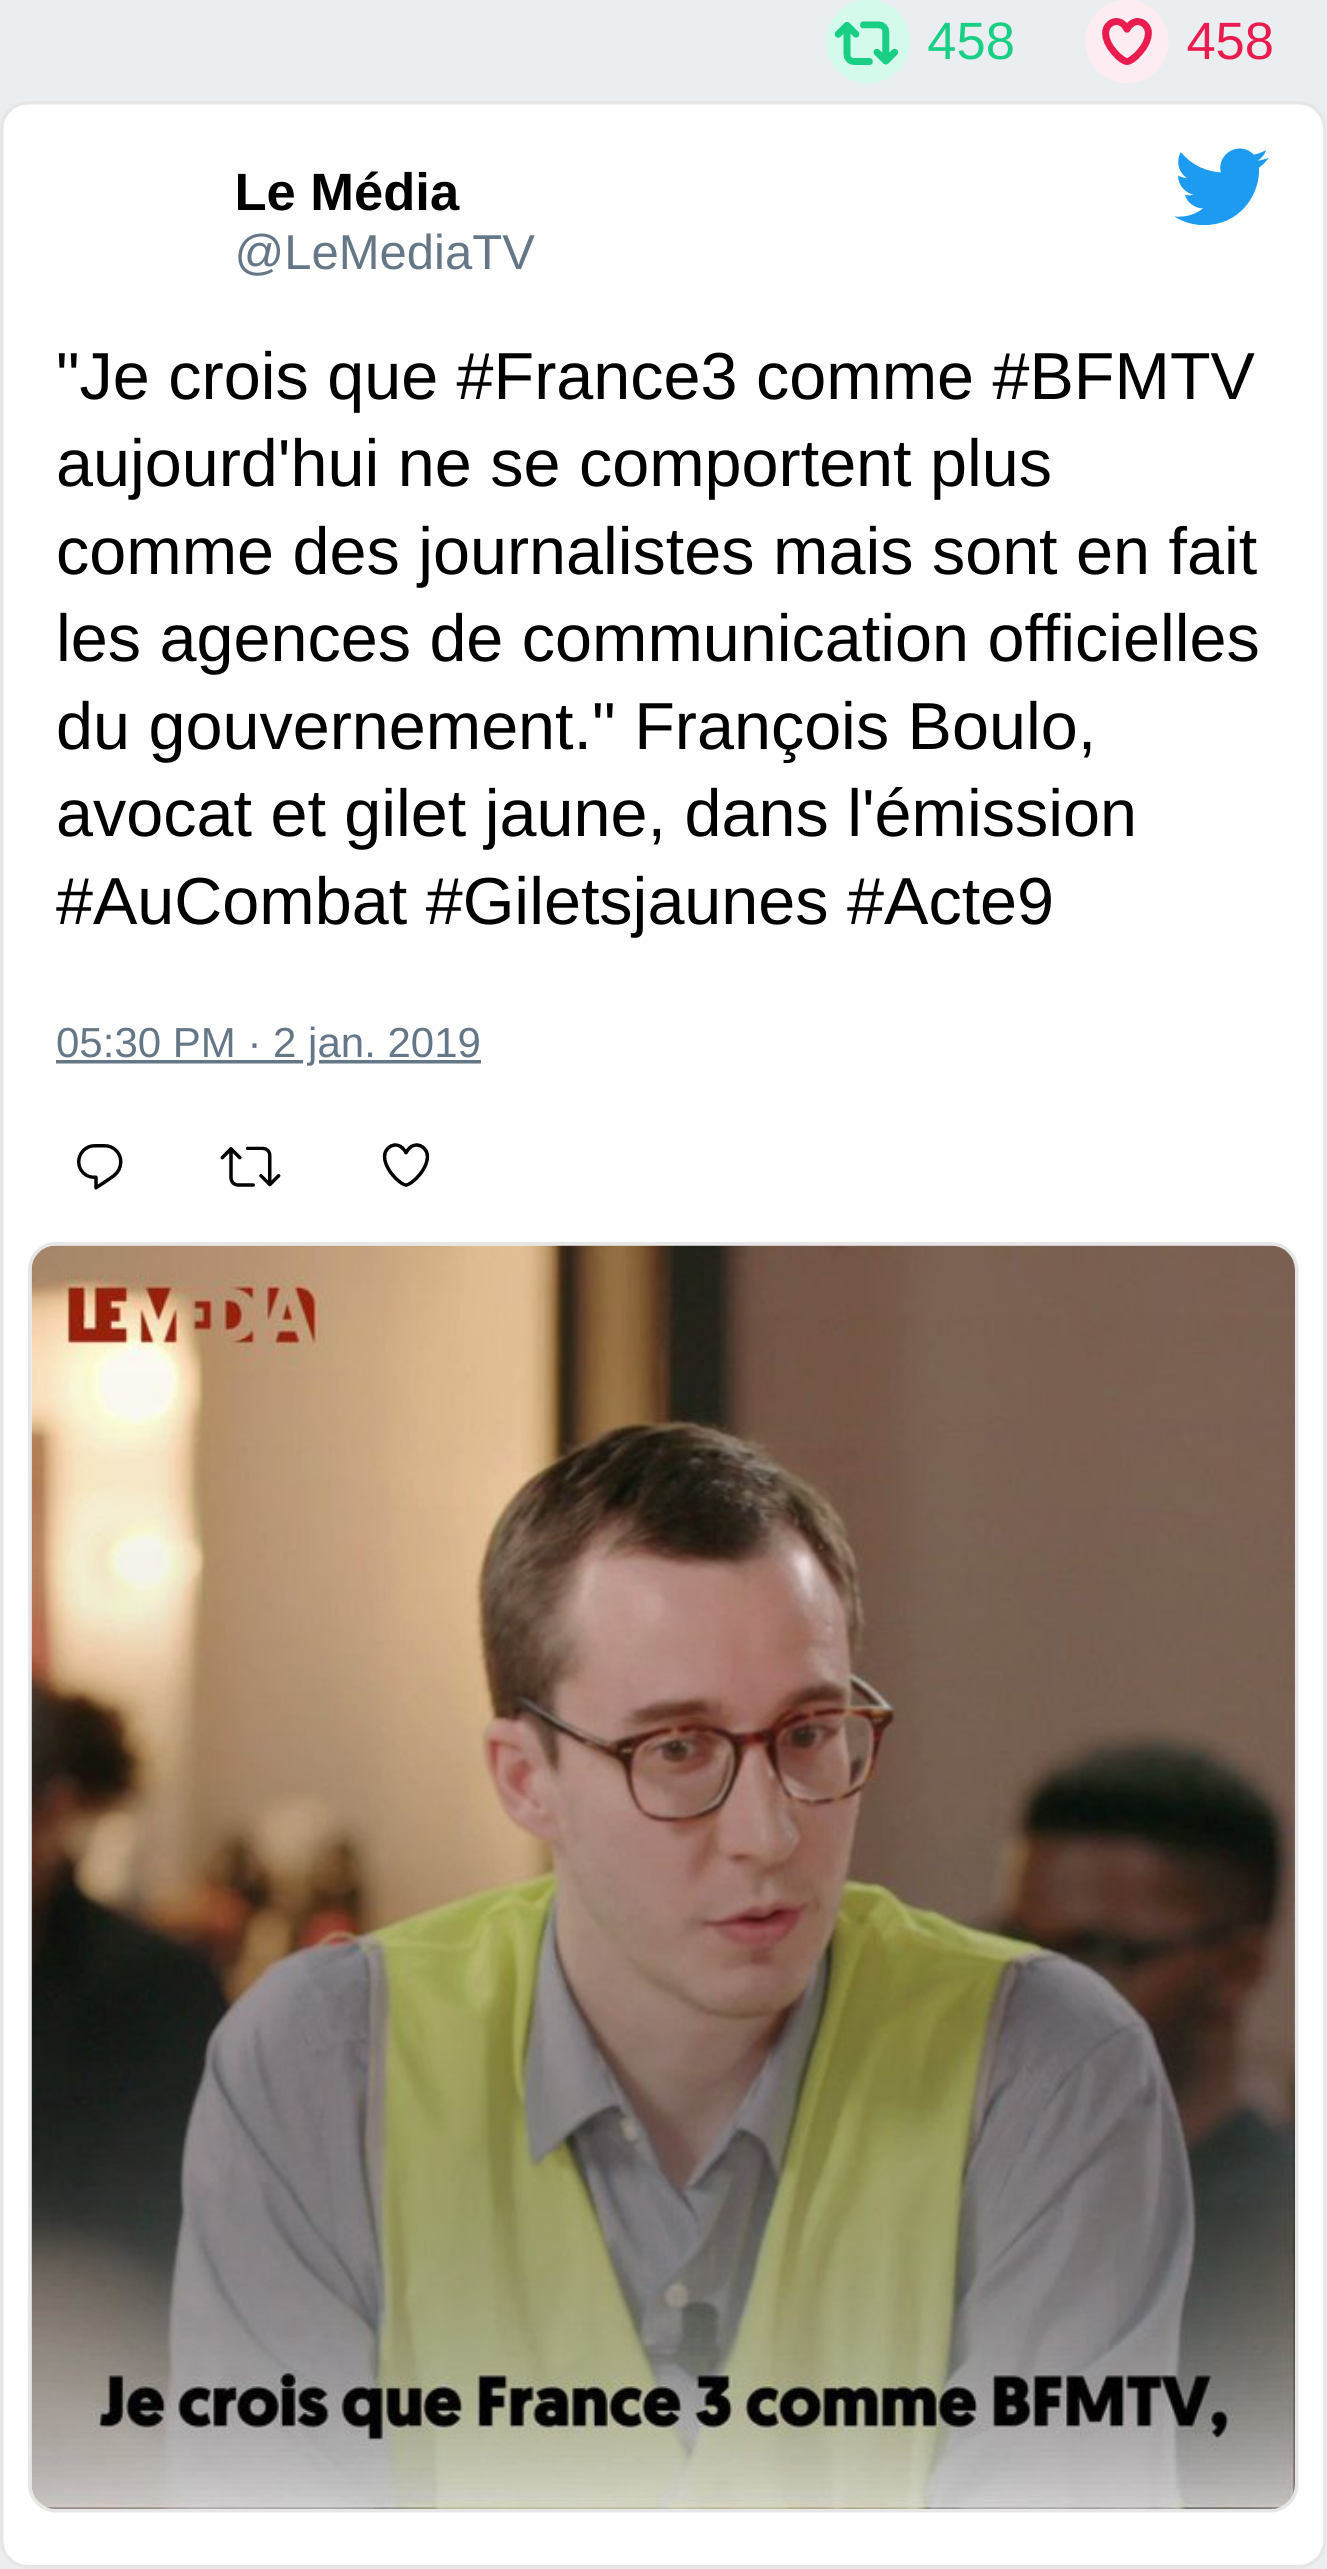 458 458
Le Média
@LeMediaTV
"Je crois que #France3 comme #BFMTV
aujourd'hui ne se comportent plus
comme des journalistes mais sont en fait
les agences de communication officielles
du gouvernement." François Boulo,
avocat et gilet jaune, dans l'émission
#AuCombat #Giletsjaunes #Acte9
05:30 PM · 2 jan. 2019
LE MEDIA
Je crois que France 3 comme BFMTV,